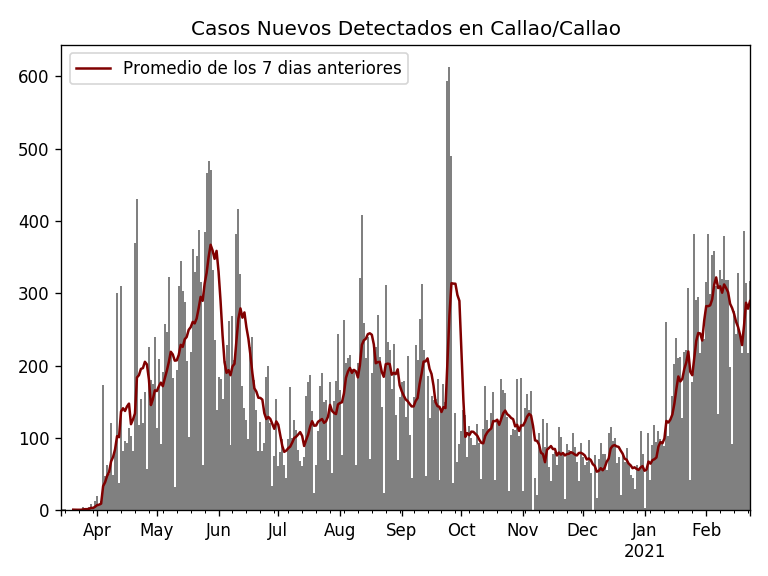 Casos Nuevos Detectados en Callao/Callao
Promedio de los 7 dias anteriores
600
500
400
300
200
100
0
Apr May Jun Jul Aug Sep Oct Nov Dec Jan Feb
2021